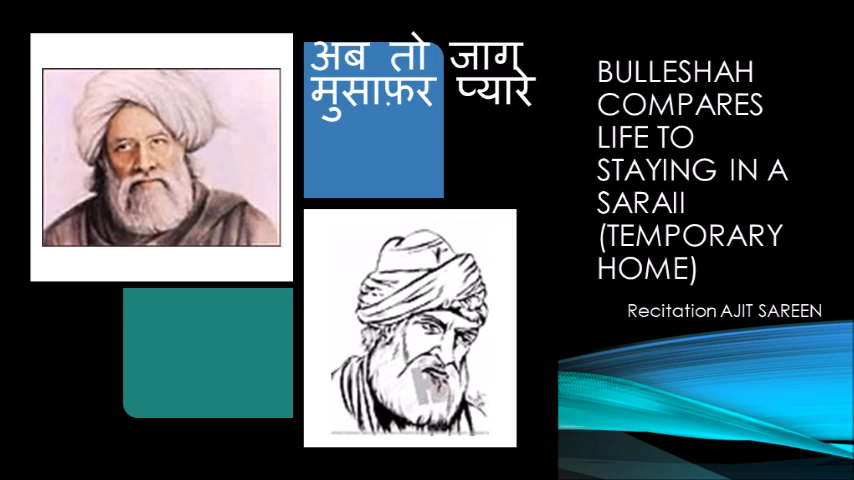 अब तो जाग
मुसाफ़र प्यारे
BULLESHAH
COMPARES
LIFE TO
STAYING IN A
SARAII
(TEMPORARY
HOME)
Recitation AJIT SAREEN